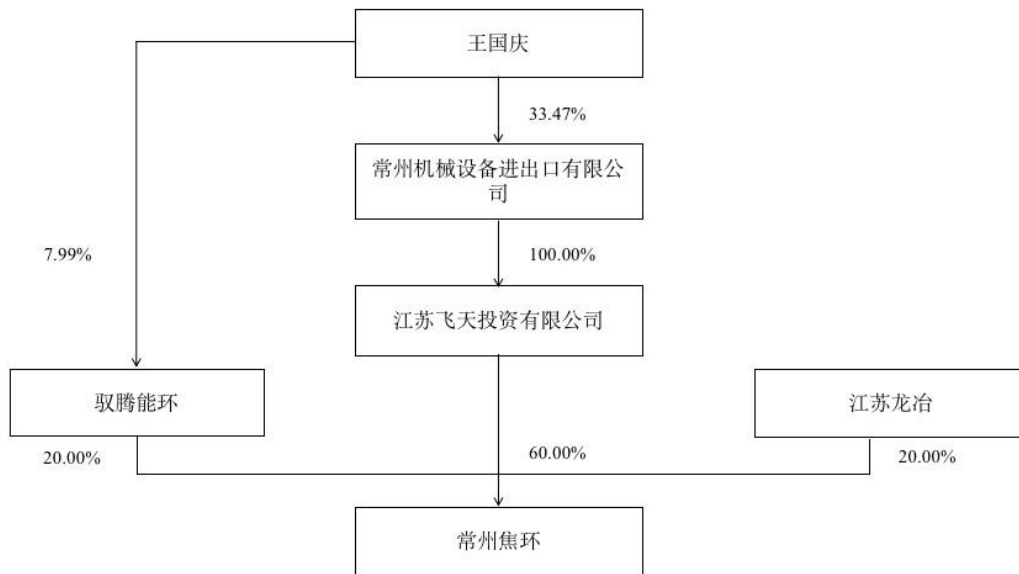 王国庆
33.47%
常州机械设备进出口有限公
司
7.99%
100.00%
江苏飞天投资有限公司
驭腾能环
江苏龙冶
20.00%
60.00%
20.00%
常州焦环